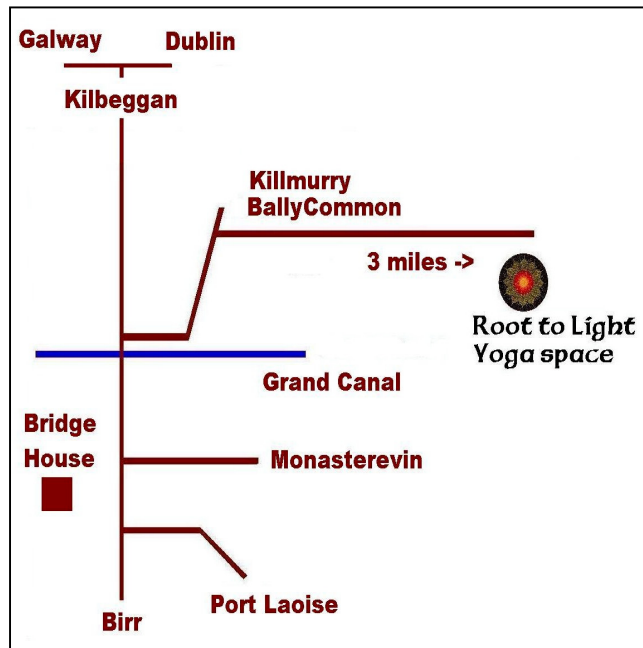 Galway Dublin
Kilbeggan
Killmurry
BallyCommon
3 miles ->
Root to Light
Yoga space
Grand Canal
Bridge
House
Monasterevin
Port Laoise
Birr